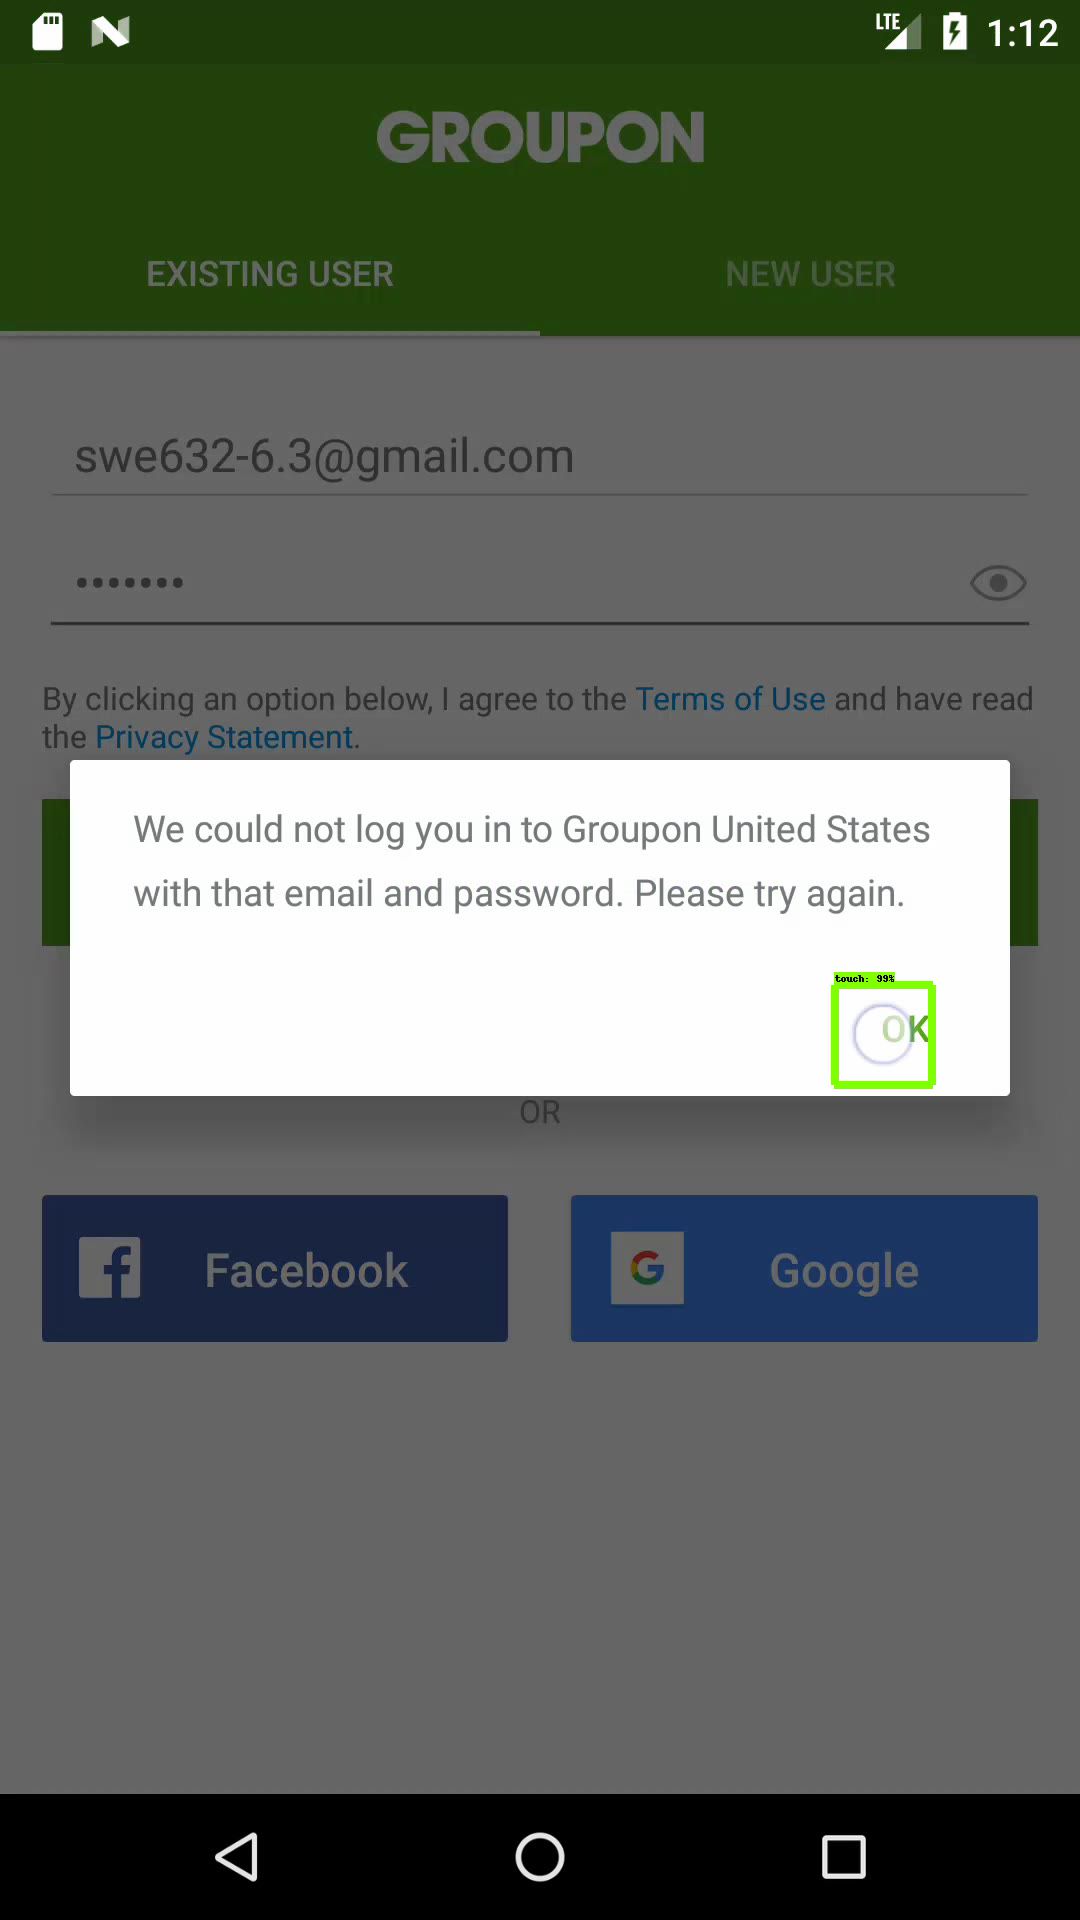 LTE 1:12
GROUPON
EXISTING USER NEW USER
swe632-6.3@gmail.com
•••••••
By clicking an option below, I agree to the Terms of Use and have read
the Privacy Statement.
We could not log you in to Groupon United States
with that email and password. Please try again.
touch: 99%
OK
OR
Facebook Google